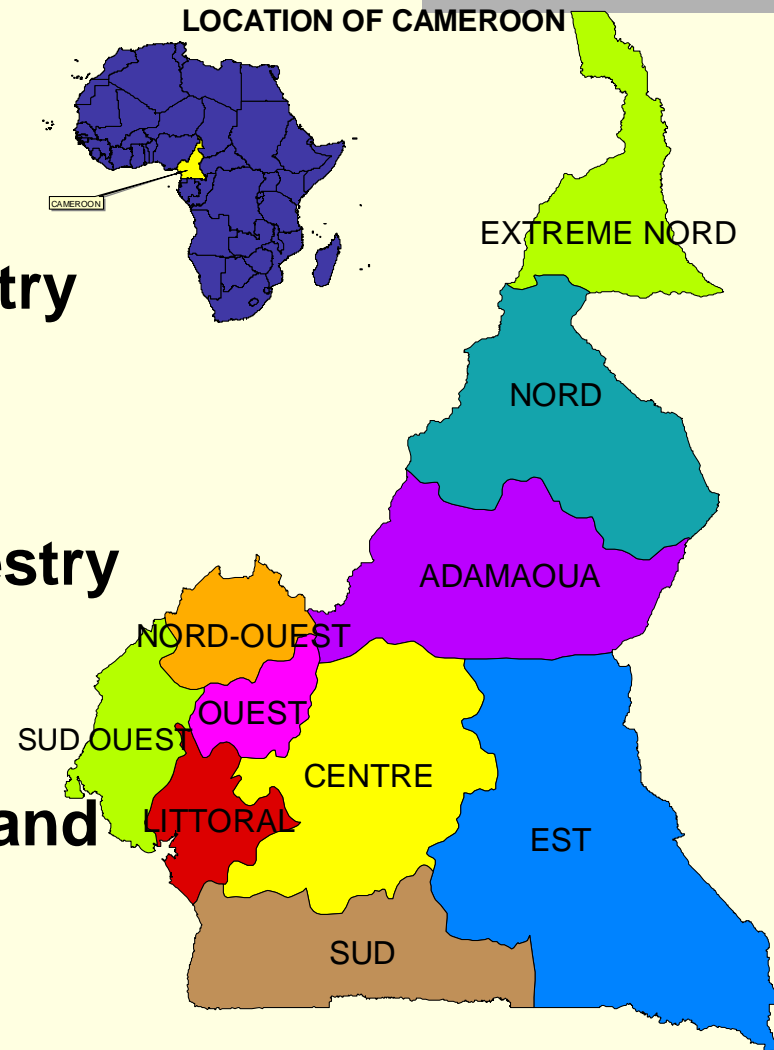 LOCATION OF CAMEROON
CAMEROON
EXTREME NORD
try
NORD
estry
ADAMAOUA
NORD-OUEST
OUEST
SUD OUEST
CENTRE
and
LITTORAL
EST
SUD